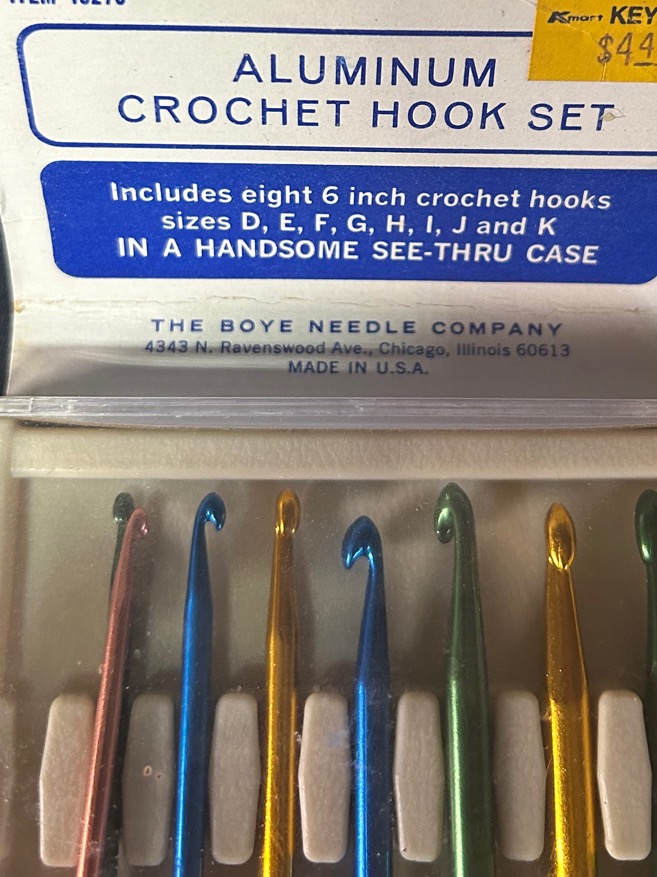 Kmart KEY
$44
ALUMINUM
CROCHET HOOK SET
Includes eight 6 inch crochet hooks
sizes D, E, F, G, H, I, J and K
IN A HANDSOME SEE-THRU CASE
THE BOYE NEEDLE COMPANY
4343 N. Ravenswood Ave., Chicago, Illinois 60613
MADE IN U.S.A.